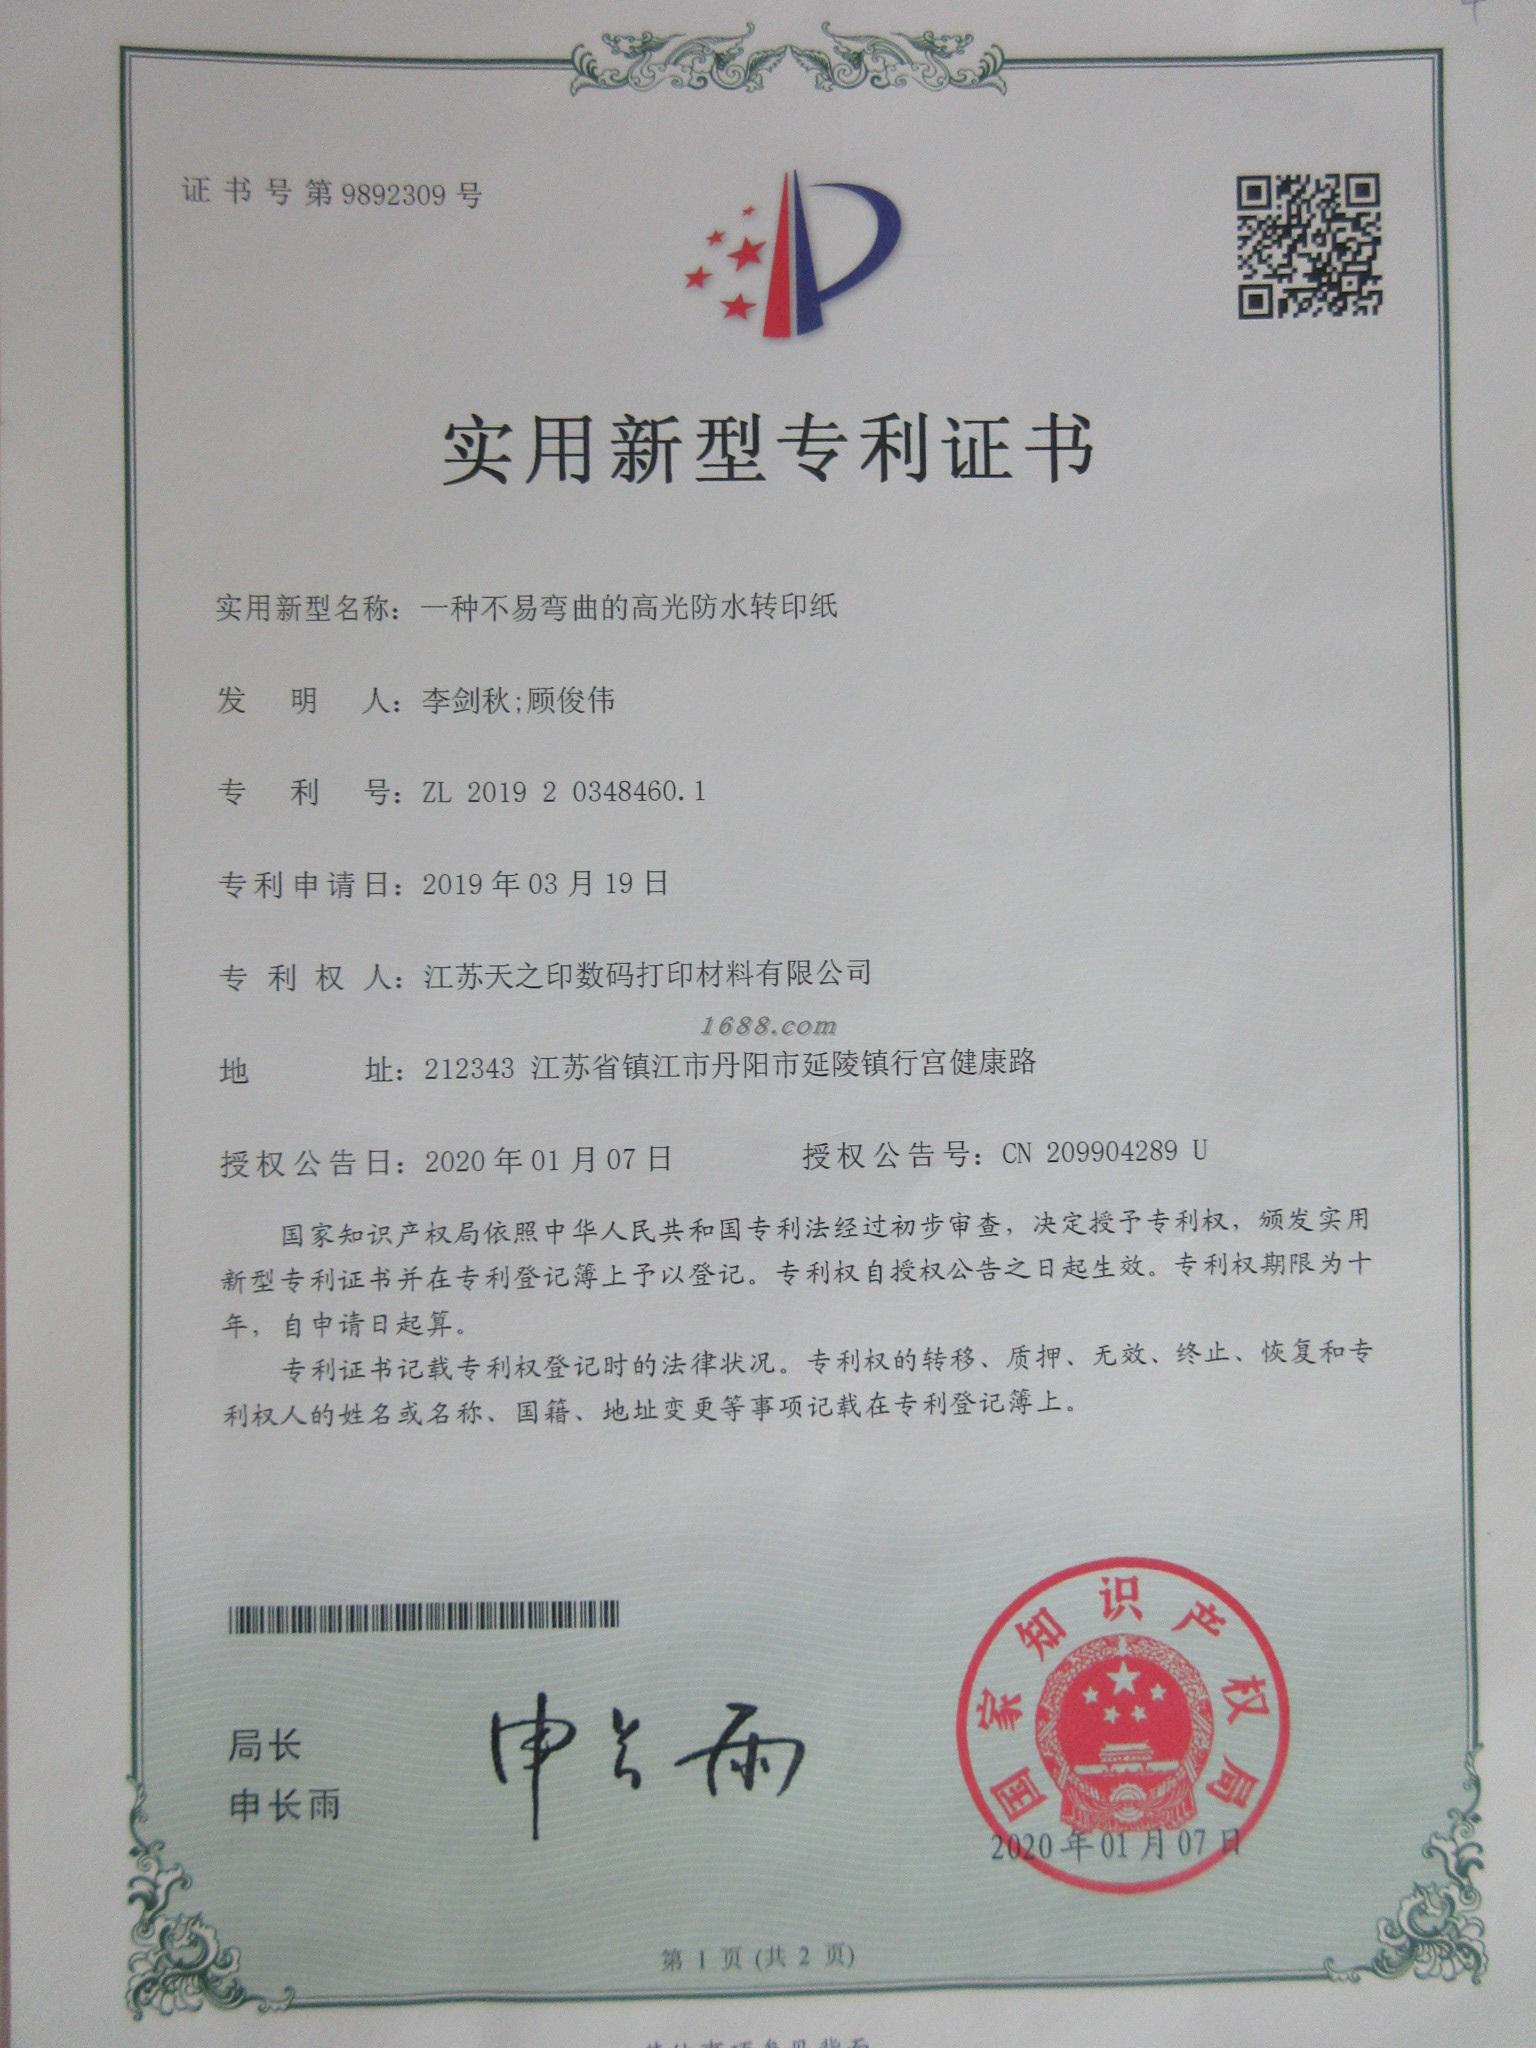 证书号第9892309号
实用新型专利证书
实用新型名称：一种不易弯曲的高光防水转印纸
发明人：李剑秋;顾俊伟
专利号：ZL 2019 2 0348460.1
专利申请日：2019年03月19日
专利权人：江苏天之印数码打印材料有限公司
1688.com
地址：212343 江苏省镇江市丹阳市延陵镇行宫健康路
授权公告日：2020年01月07日 授权公告号：CN 209904289 U
国家知识产权局依照中华人民共和国专利法经过初步审查，决定授予专利权，颁发实用
新型专利证书并在专利登记簿上予以登记。专利权自授权公告之日起生效。专利权期限为十
年，自申请日起算。
专利证书记载专利权登记时的法律状况。专利权的转移、质押、无效、终止、恢复和专
利权人的姓名或名称、国籍、地址变更等事项记载在专利登记簿上。
局长
申长雨
申长雨
国家知识产权局
2020年01月07日
第 1 页 (共 2 页)